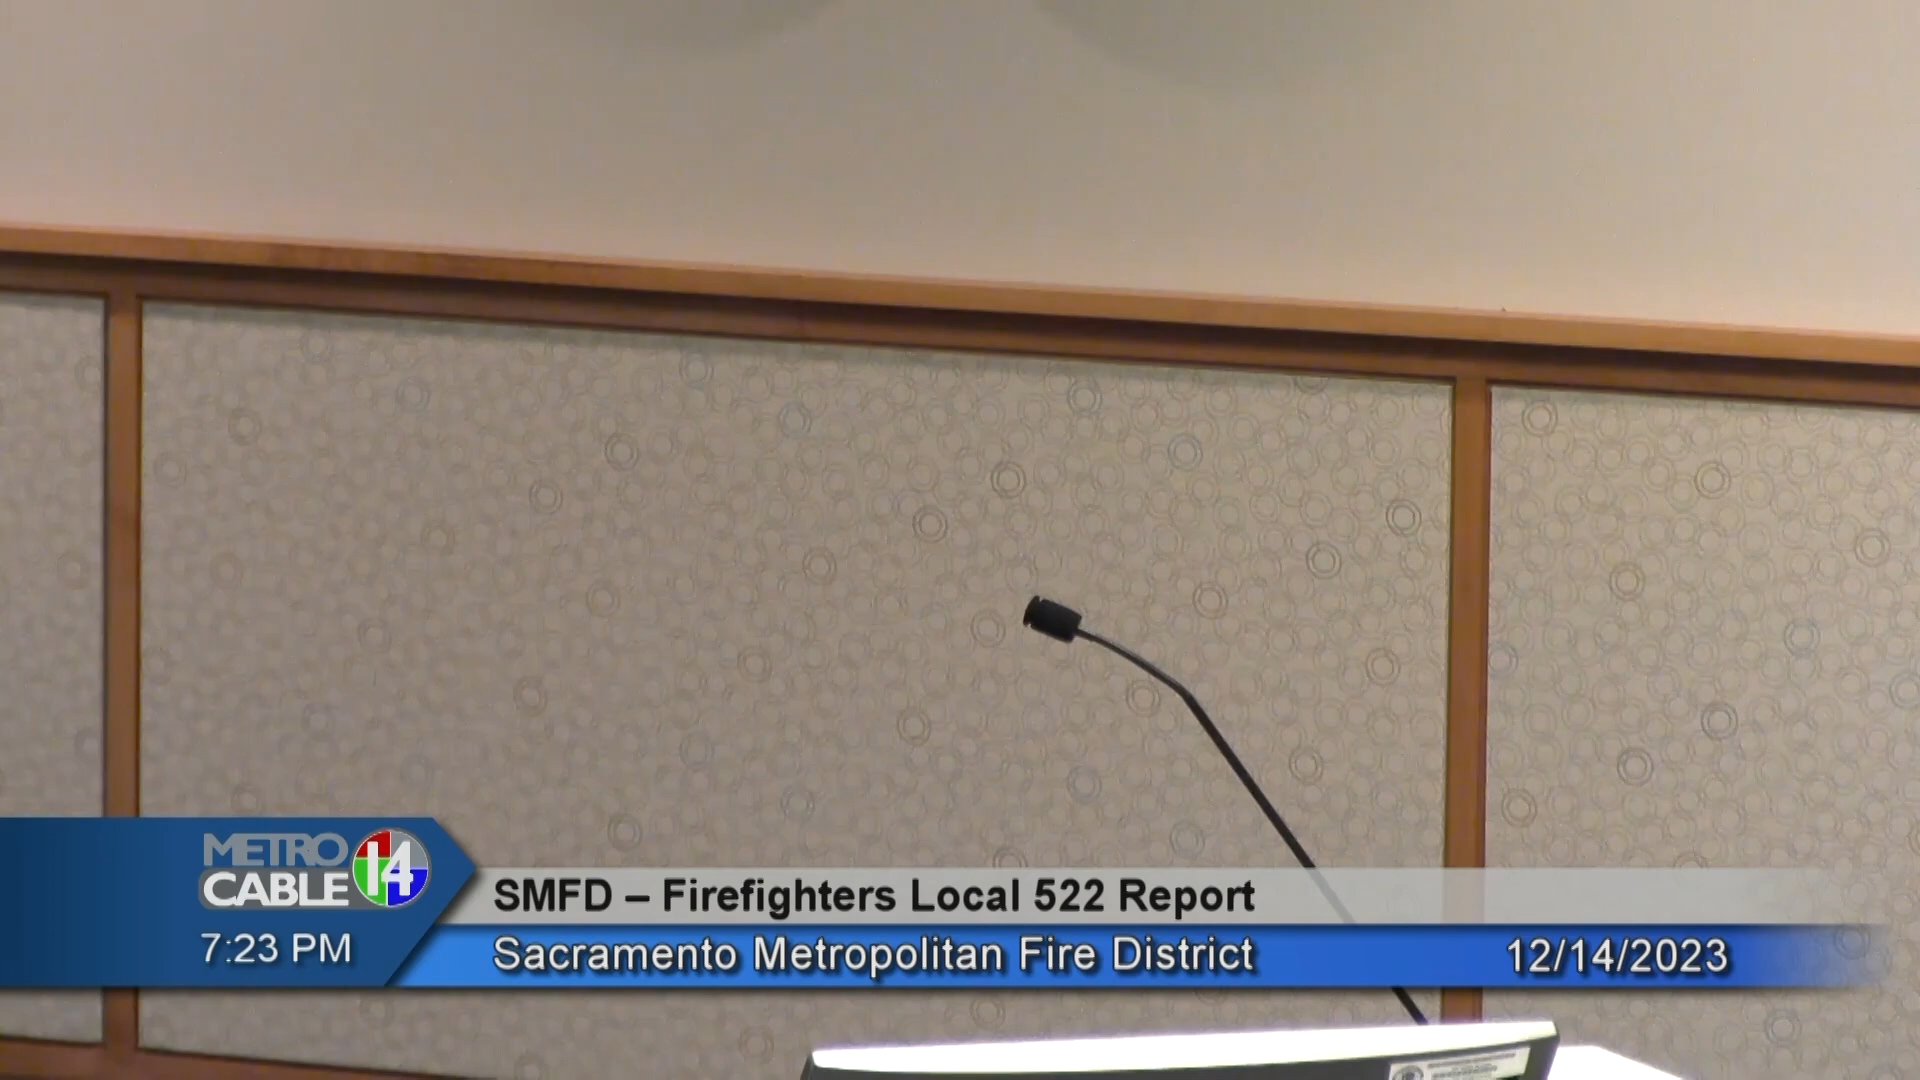 METRO
CABLE 14
7:23 PM
SMFD – Firefighters Local 522 Report
Sacramento Metropolitan Fire District
12/14/2023